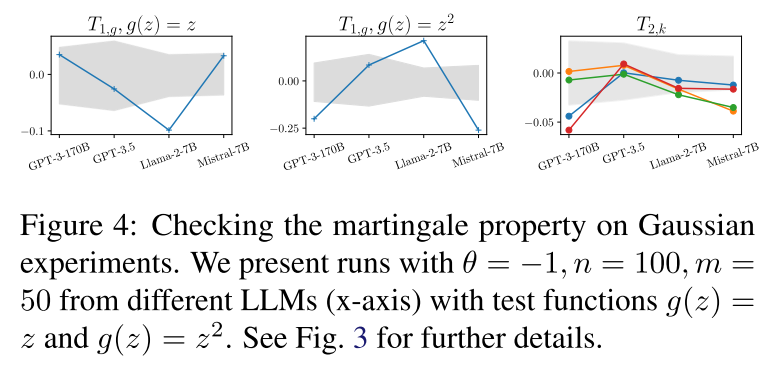 $T_{1,g}, g(z) = z$
0.0
−0.1
GPT-3-170B
GPT-3.5
Llama-2-7B
Mistral-7B
$T_{1,g}, g(z) = z^2$
0.00
−0.25
GPT-3-170B
GPT-3.5
Llama-2-7B
Mistral-7B
$T_{2,k}$
0.00
−0.05
GPT-3-170B
GPT-3.5
Llama-2-7B
Mistral-7B
Figure 4: Checking the martingale property on Gaussian
experiments. We present runs with $\theta = -1, n = 100, m =$
$50$ from different LLMs (x-axis) with test functions $g(z) =$
$z$ and $g(z) = z^2$. See Fig. 3 for further details.